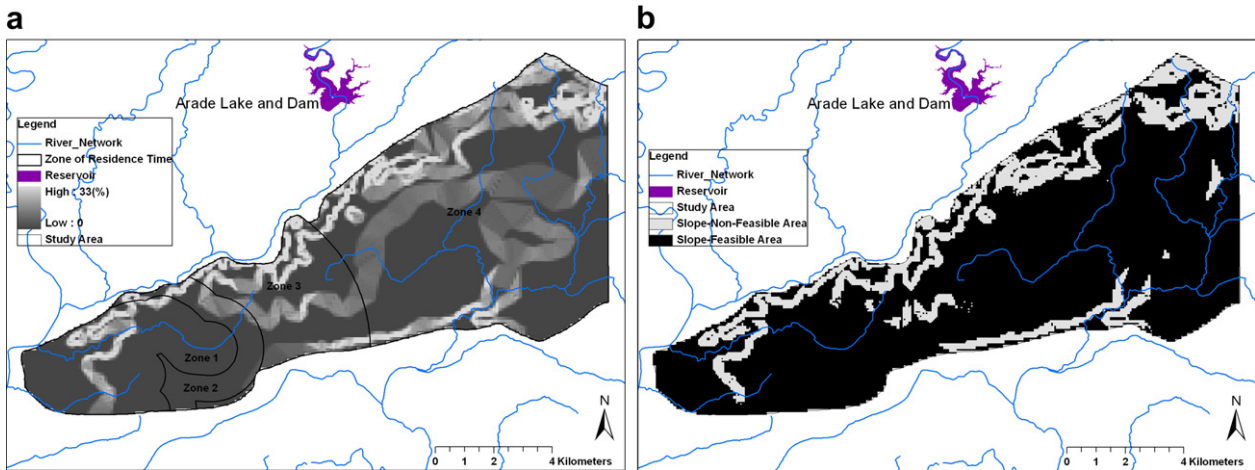 a
Arade Lake and Dam
Legend
River_Network
Zone of Residence Time
Reservoir
High : 33(%)
Low : 0
Study Area
Zone 4
Zone 3
Zone 1
Zone 2
N
0 1 2 4 Kilometers
b
Arade Lake and Dam
Legend
River_Network
Reservoir
Study Area
Slope-Non-Feasible Area
Slope-Feasible Area
N
0 1 2 4 Kilometers